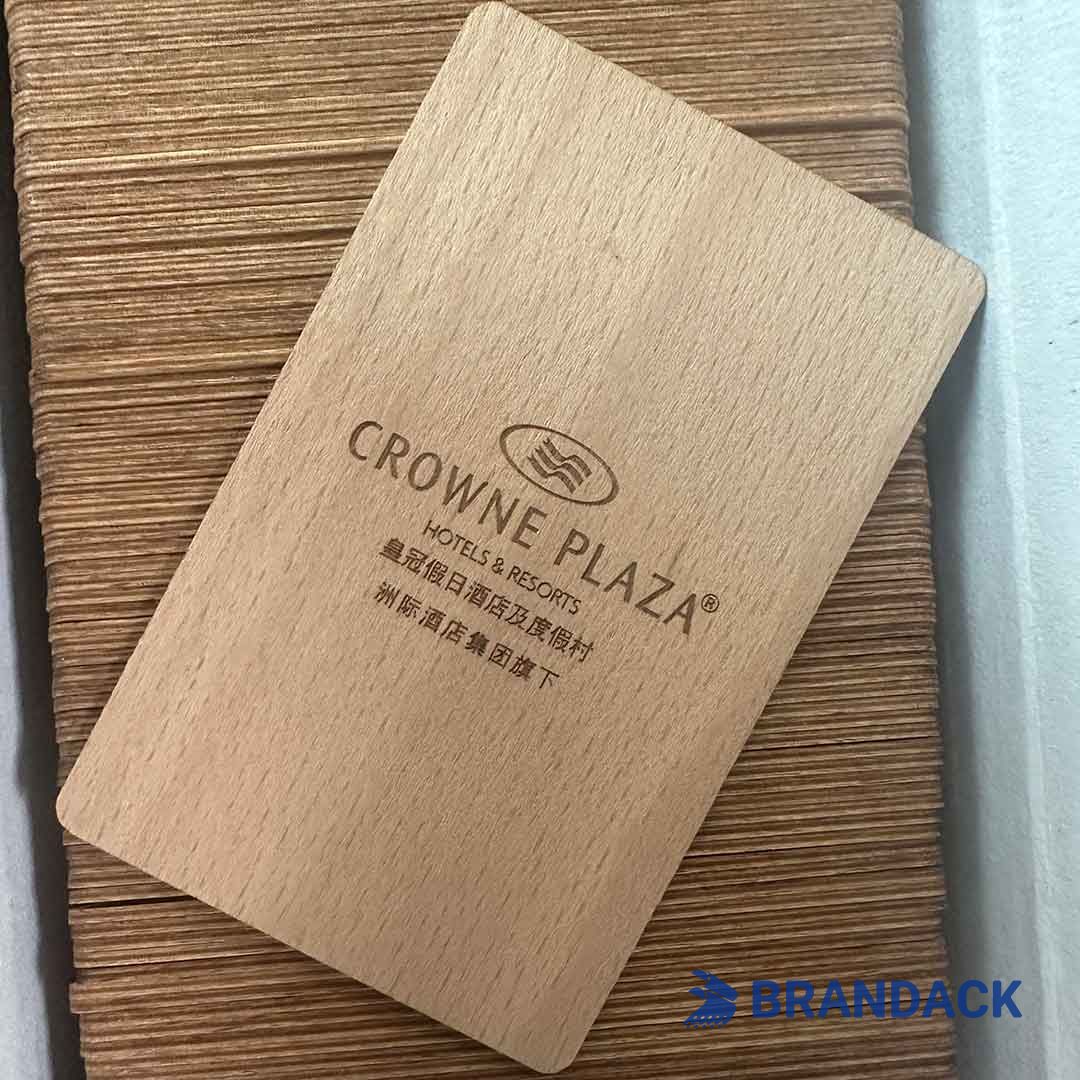 CROWNE PLAZA®
HOTELS & RESORTS
皇冠假日酒店及度假村
洲际酒店集团旗下
BRANDACK